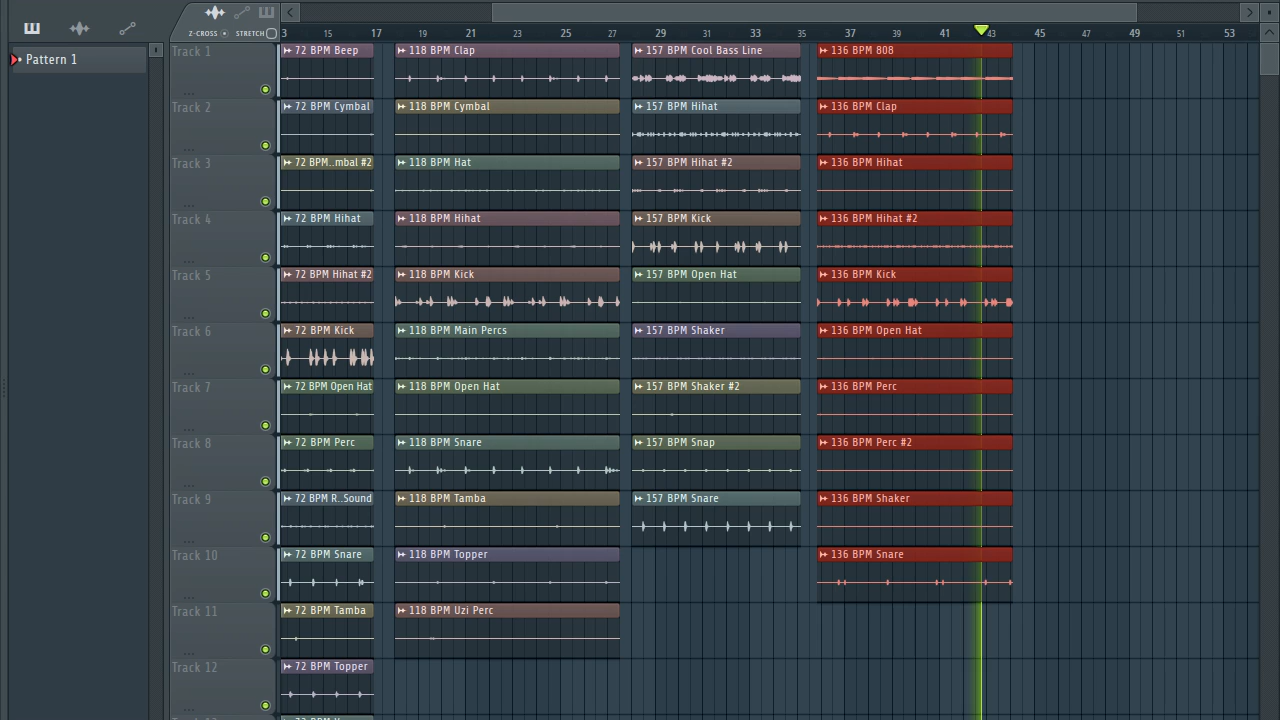 Z-CROSS STRETCH
3 15 17 19 21 23 25 27 29 31 33 35 37 39 41 43 45 47 49 51 53
Pattern 1
Track 1 72 BPM Beep 118 BPM Clap 157 BPM Cool Bass Line 136 BPM 808
Track 2 72 BPM Cymbal 118 BPM Cymbal 157 BPM Hihat 136 BPM Clap
Track 3 72 BPM..mbal #2 118 BPM Hat 157 BPM Hihat #2 136 BPM Hihat
Track 4 72 BPM Hihat 118 BPM Hihat 157 BPM Kick 136 BPM Hihat #2
Track 5 72 BPM Hihat #2 118 BPM Kick 157 BPM Open Hat 136 BPM Kick
Track 6 72 BPM Kick 118 BPM Main Percs 157 BPM Shaker 136 BPM Open Hat
Track 7 72 BPM Open Hat 118 BPM Open Hat 157 BPM Shaker #2 136 BPM Perc
Track 8 72 BPM Perc 118 BPM Snare 157 BPM Snap 136 BPM Perc #2
Track 9 72 BPM R..Sound 118 BPM Tamba 157 BPM Snare 136 BPM Shaker
Track 10 72 BPM Snare 118 BPM Topper 136 BPM Snare
Track 11 72 BPM Tamba 118 BPM Uzi Perc
Track 12 72 BPM Topper